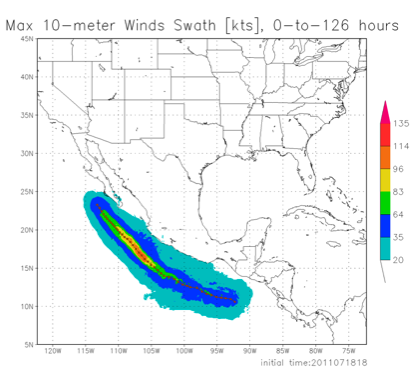 Max 10-meter Winds Swath [kts], 0-to-126 hours
45N
40N
35N
30N
25N
20N
15N
10N
5N
120W 115W 110W 105W 100W 95W 90W 85W 80W 75W
135
114
96
83
64
35
20
initial time:2011071818